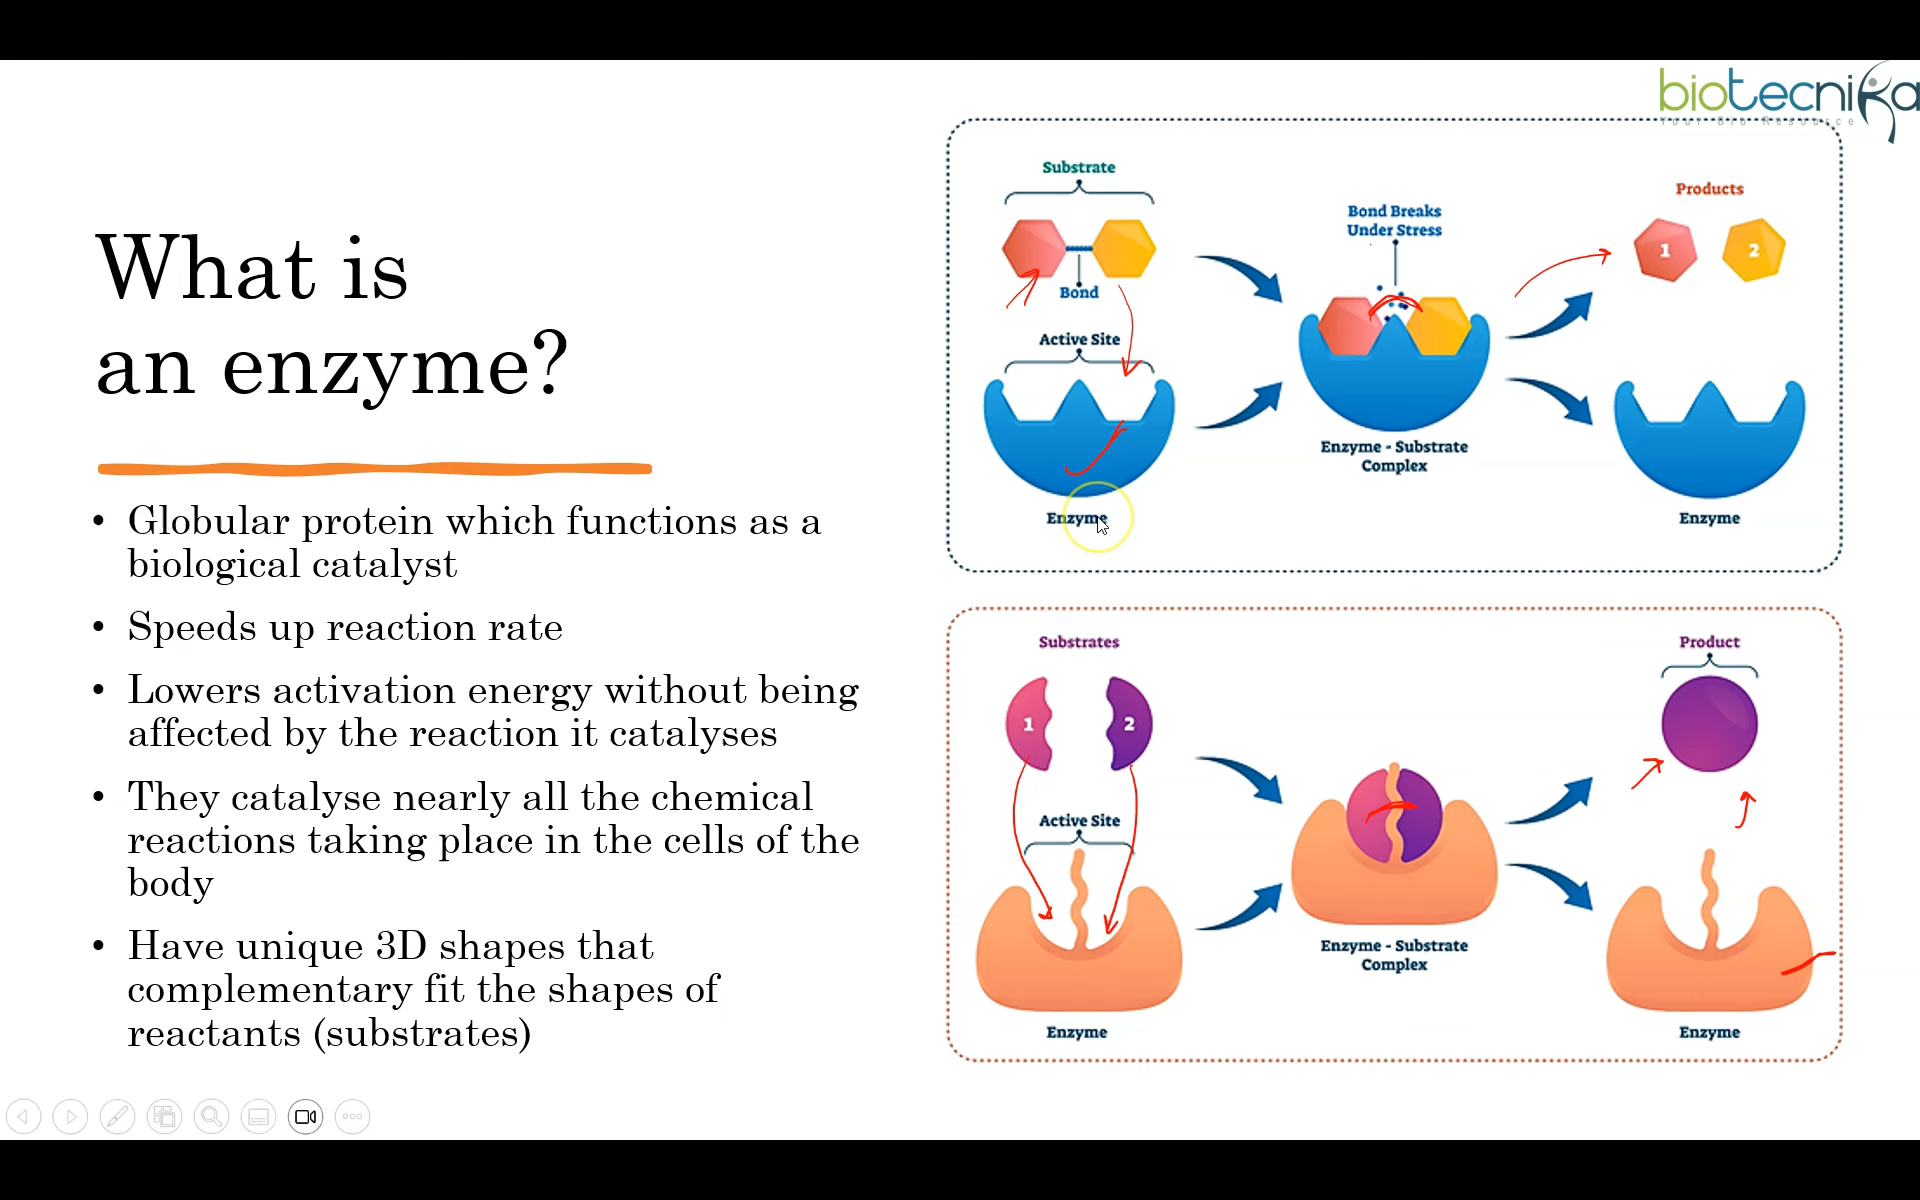 biotecnika
Your Bio Resource
What is
an enzyme?
• Globular protein which functions as a
biological catalyst
• Speeds up reaction rate
• Lowers activation energy without being
affected by the reaction it catalyses
• They catalyse nearly all the chemical
reactions taking place in the cells of the
body
• Have unique 3D shapes that
complementary fit the shapes of
reactants (substrates)
Substrate
Bond
Active Site
Enzyme
Bond Breaks
Under Stress
Enzyme - Substrate
Complex
Products
1
2
Enzyme
Substrates
1
2
Active Site
Enzyme
Enzyme - Substrate
Complex
Product
Enzyme